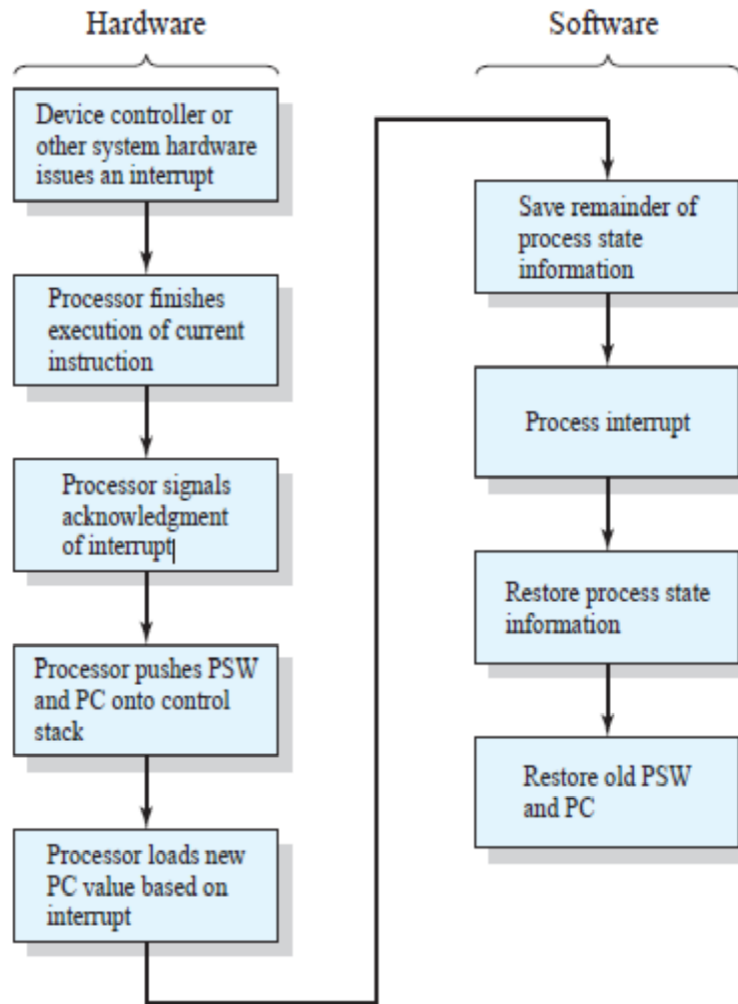 Hardware
Device controller or
other system hardware
issues an interrupt
Processor finishes
execution of current
instruction
Processor signals
acknowledgment
of interrupt
Processor pushes PSW
and PC onto control
stack
Processor loads new
PC value based on
interrupt
Software
Save remainder of
process state
information
Process interrupt
Restore process state
information
Restore old PSW
and PC